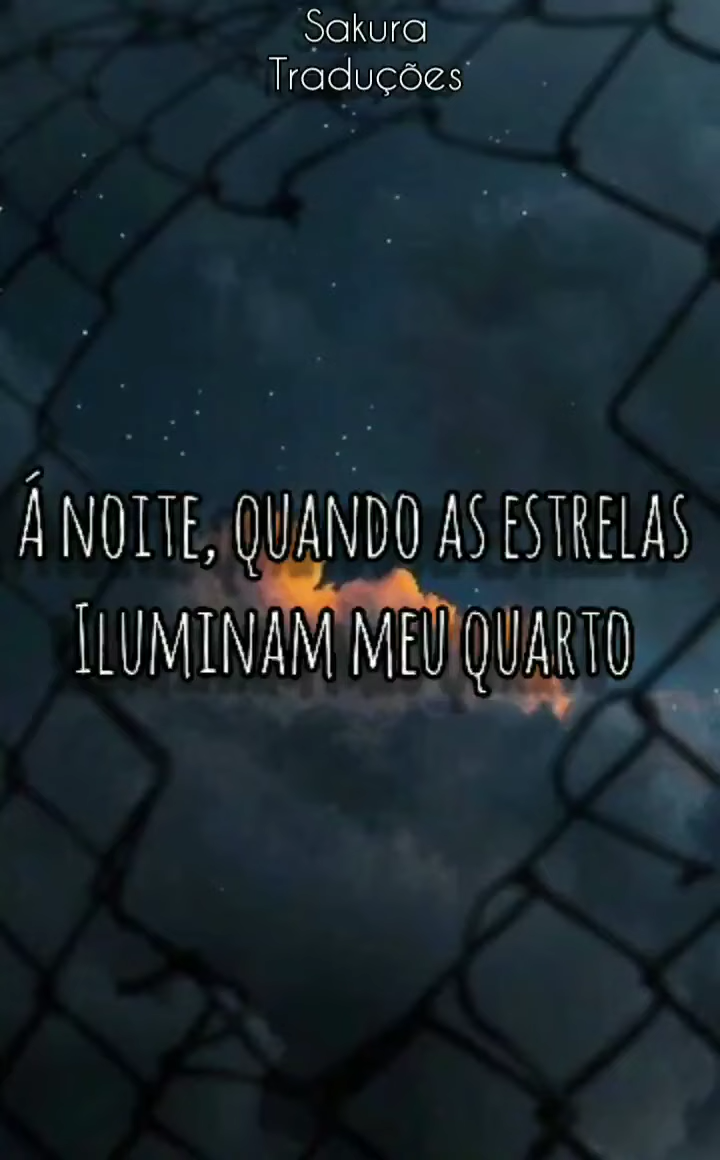 Sakura
Traduções
Á NOITE, QUANDO AS ESTRELAS
ILUMINAM MEU QUARTO